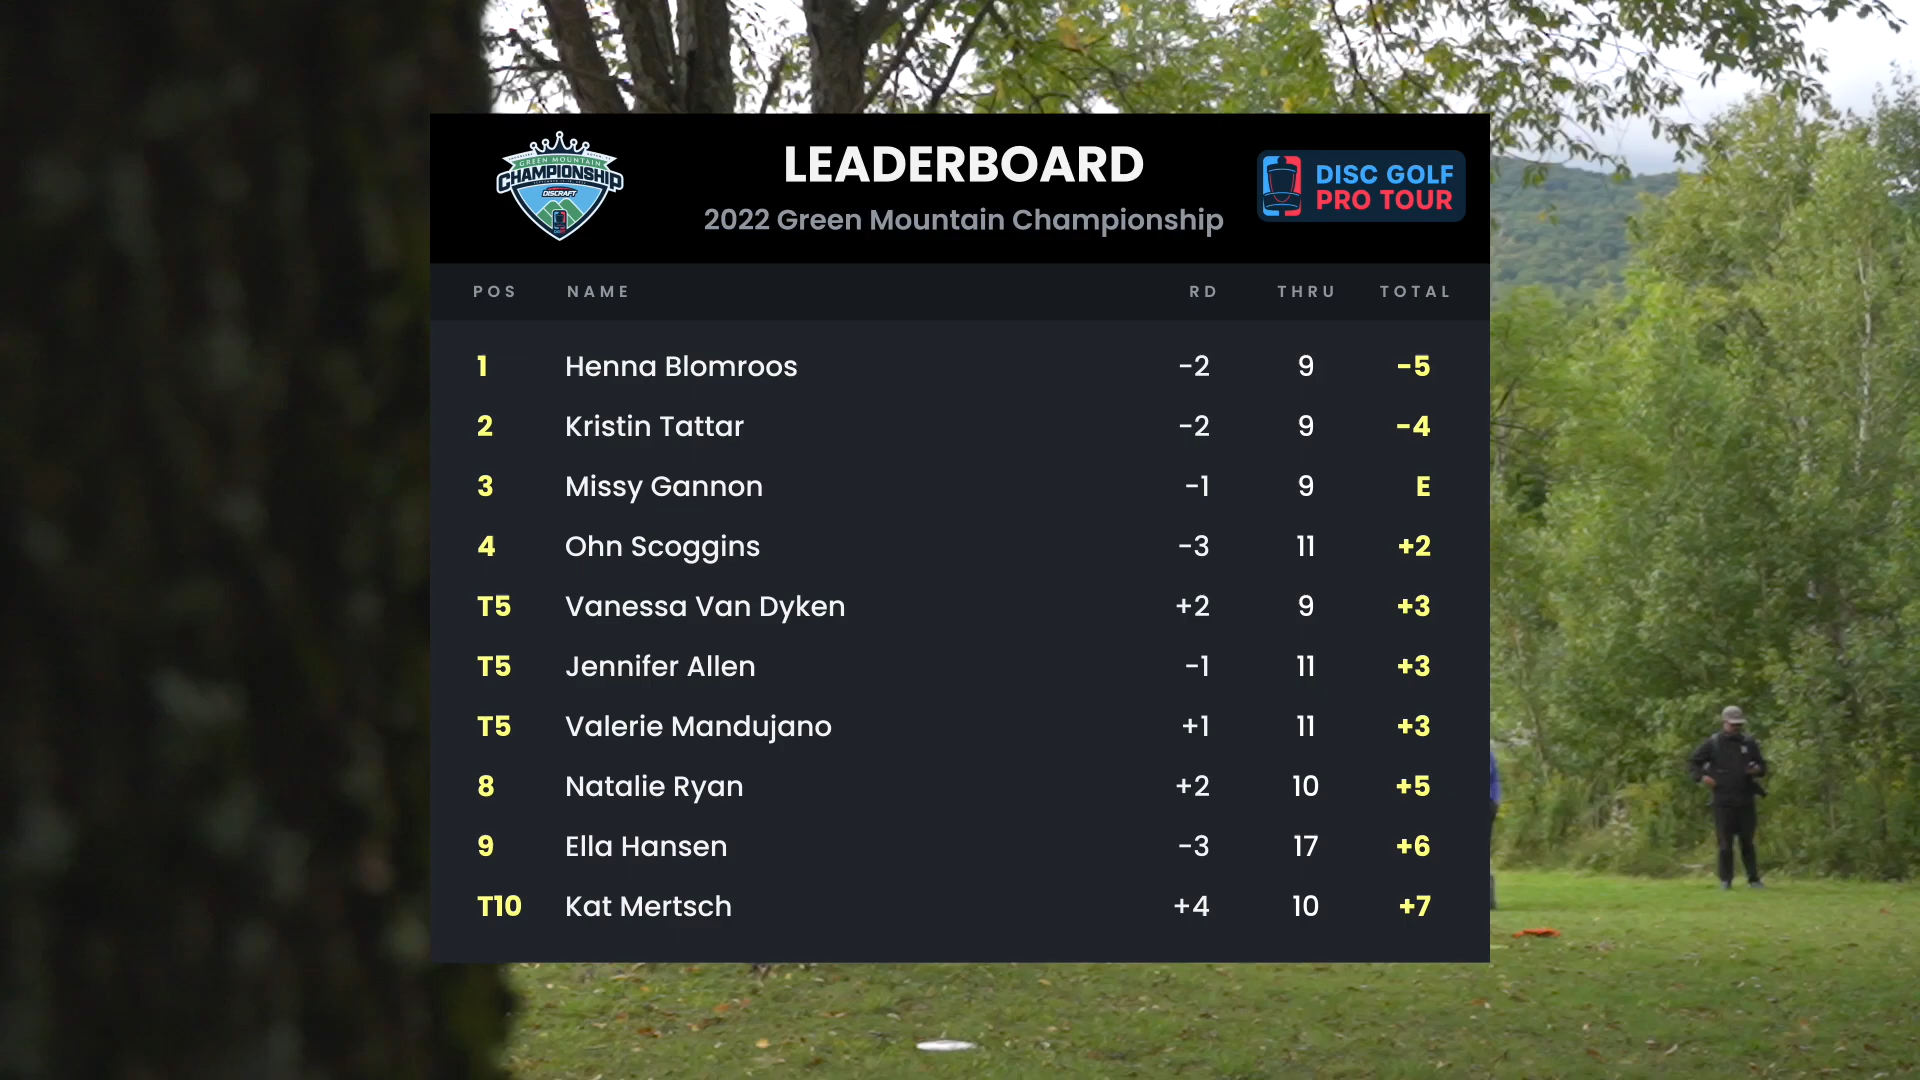 GREEN MOUNTAIN
CHAMPIONSHIP
DISCRAFT
LEADERBOARD
2022 Green Mountain Championship
DISC GOLF
PRO TOUR
POS NAME RD THRU TOTAL
1 Henna Blomroos -2 9 -5
2 Kristin Tattar -2 9 -4
3 Missy Gannon -1 9 E
4 Ohn Scoggins -3 11 +2
T5 Vanessa Van Dyken +2 9 +3
T5 Jennifer Allen -1 11 +3
T5 Valerie Mandujano +1 11 +3
8 Natalie Ryan +2 10 +5
9 Ella Hansen -3 17 +6
T10 Kat Mertsch +4 10 +7